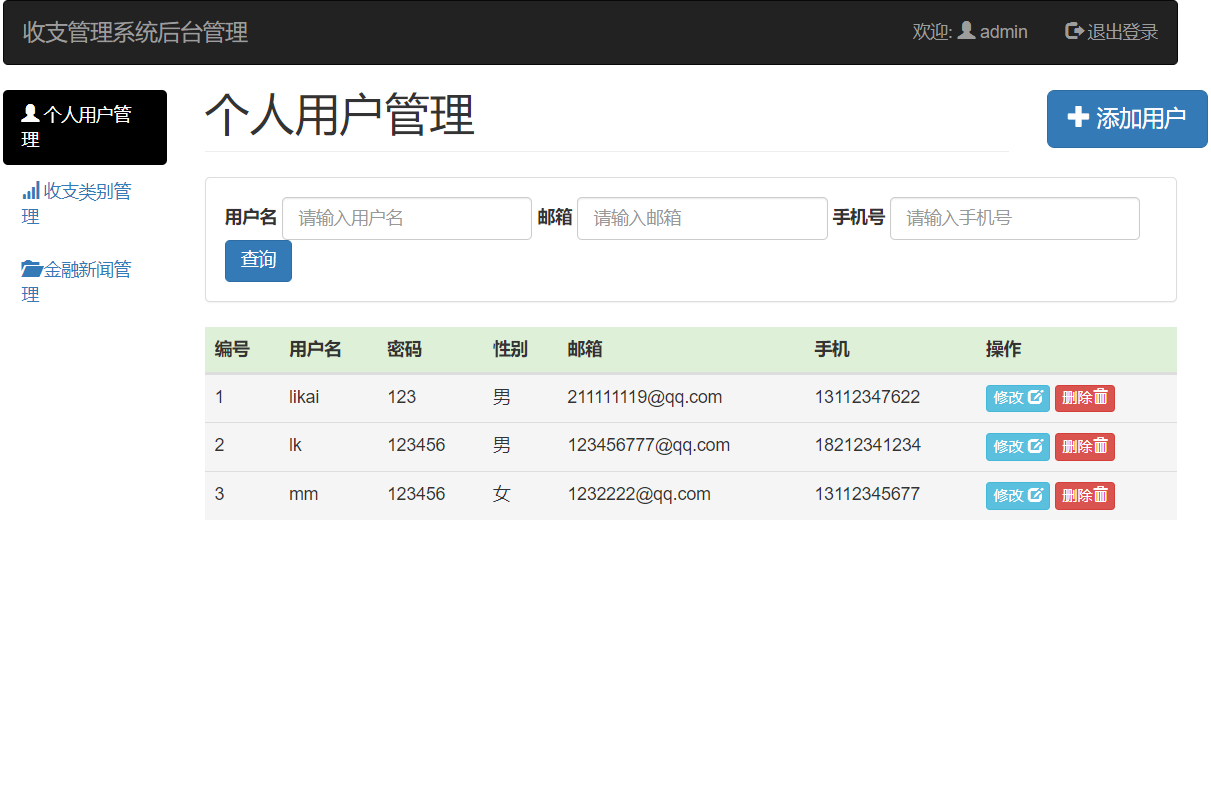 收支管理系统后台管理 欢迎: admin 退出登录
个人用户管理
个人用户管理 添加用户
收支类别管理
金融新闻管理
用户名 请输入用户名 邮箱 请输入邮箱 手机号 请输入手机号
查询
编号 用户名 密码 性别 邮箱 手机 操作
1 likai 123 男 211111119@qq.com 13112347622 修改 删除
2 lk 123456 男 123456777@qq.com 18212341234 修改 删除
3 mm 123456 女 1232222@qq.com 13112345677 修改 删除